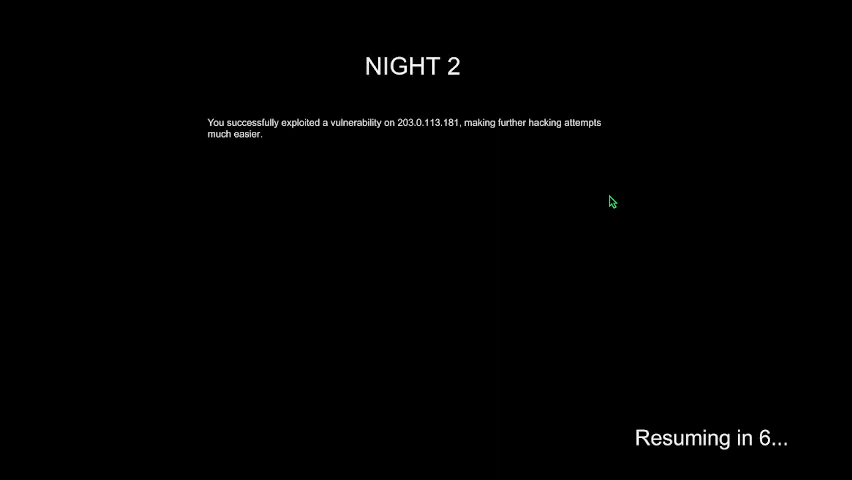 NIGHT 2
You successfully exploited a vulnerability on 203.0.113.181, making further hacking attempts
much easier.
Resuming in 6...